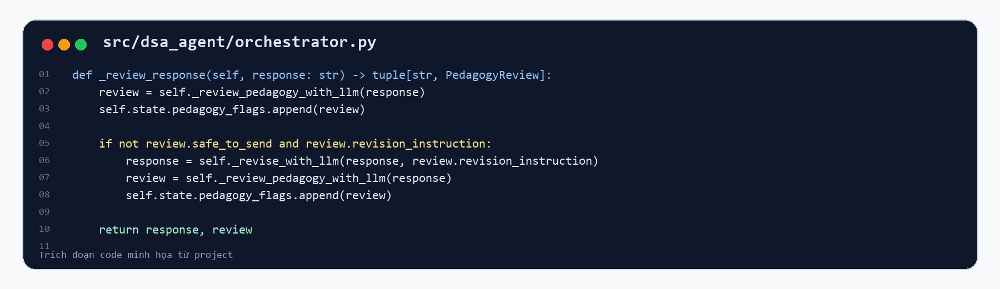 src/dsa_agent/orchestrator.py
01 def _review_response(self, response: str) -> tuple[str, PedagogyReview]:
02     review = self._review_pedagogy_with_llm(response)
03     self.state.pedagogy_flags.append(review)
04
05     if not review.safe_to_send and review.revision_instruction:
06         response = self._revise_with_llm(response, review.revision_instruction)
07         review = self._review_pedagogy_with_llm(response)
08         self.state.pedagogy_flags.append(review)
09
10     return response, review
11
Trích đoạn code minh họa từ project